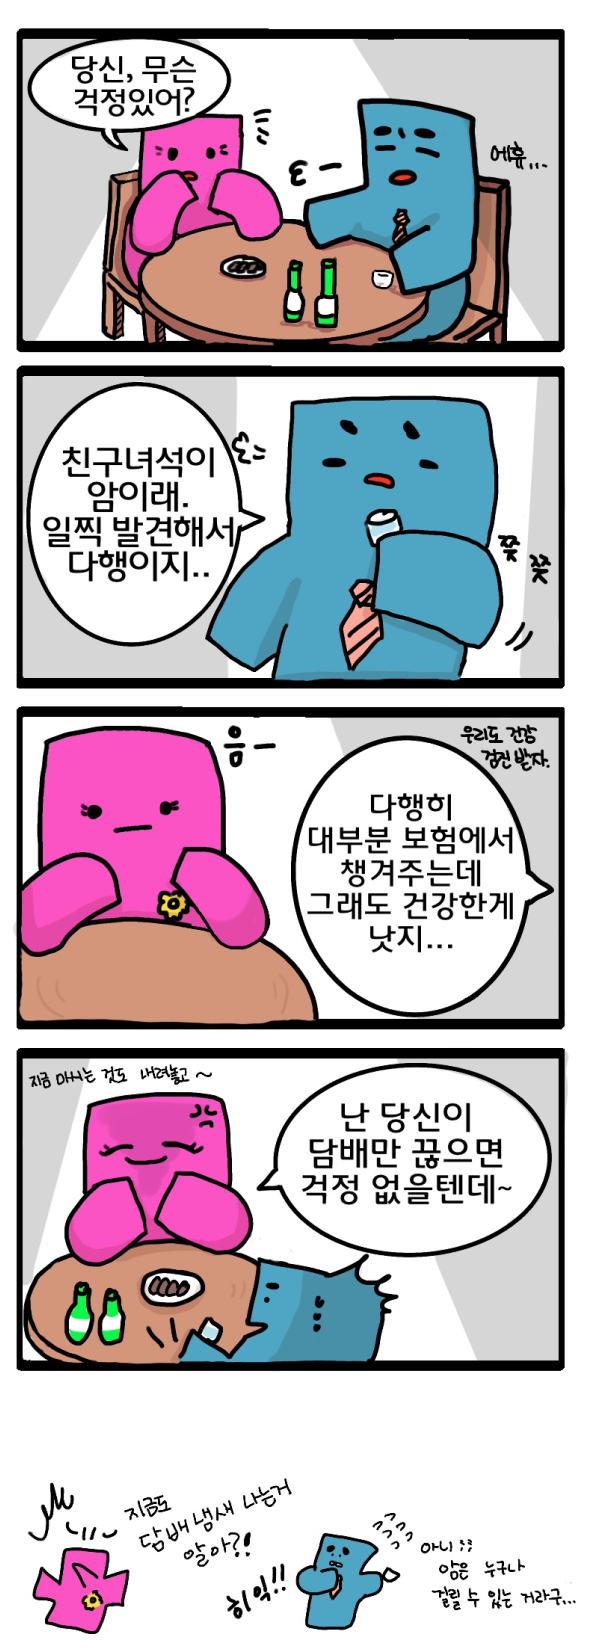 당신, 무슨
걱정있어?
에휴...
친구녀석이
암이래.
일찍 발견해서
다행이지..
쯧
쯧
음ー
우리도 건강
검진 받자.
다행히
대부분 보험에서
챙겨주는데
그래도 건강한게
낫지...
지금 마시는 것도 내려놓고~
난 당신이
담배만 끊으면
걱정 없을텐데~
지금도
담배 냄새 나는거
알아?!
히익!!
아니;;
암은 누구나
걸릴 수 있는 거라구...